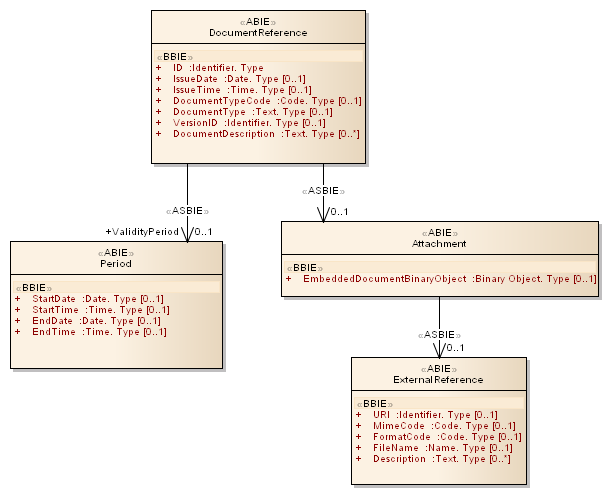 «ABIE»
DocumentReference
«BBIE»
+ ID :Identifier. Type
+ IssueDate :Date. Type [0..1]
+ IssueTime :Time. Type [0..1]
+ DocumentTypeCode :Code. Type [0..1]
+ DocumentType :Text. Type [0..1]
+ VersionID :Identifier. Type [0..1]
+ DocumentDescription :Text. Type [0..*]
«ASBIE»
+ValidityPeriod 0..1
«ASBIE»
0..1
«ABIE»
Period
«BBIE»
+ StartDate :Date. Type [0..1]
+ StartTime :Time. Type [0..1]
+ EndDate :Date. Type [0..1]
+ EndTime :Time. Type [0..1]
«ABIE»
Attachment
«BBIE»
+ EmbeddedDocumentBinaryObject :Binary Object. Type [0..1]
«ASBIE»
0..1
«ABIE»
ExternalReference
«BBIE»
+ URI :Identifier. Type [0..1]
+ MimeCode :Code. Type [0..1]
+ FormatCode :Code. Type [0..1]
+ FileName :Name. Type [0..1]
+ Description :Text. Type [0..*]